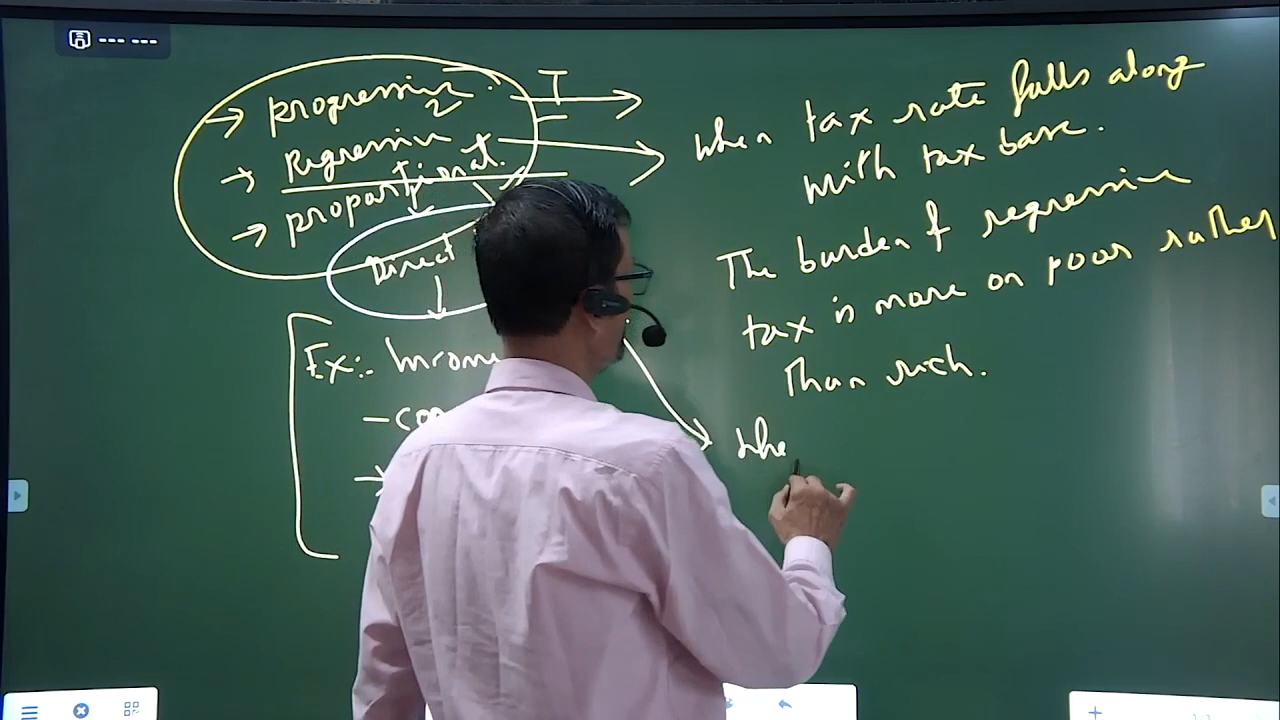 → progressive
→ Regressive
→ proportional.
Direct
Ex:- Income
- co
when tax rate falls along
with tax base.
The burden of regressive
tax is more on poor rather
Than rich.
whe